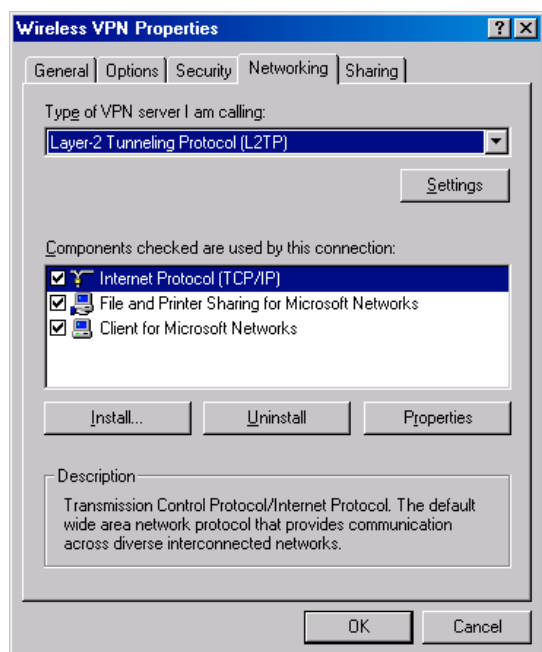 Wireless VPN Properties
General Options Security Networking Sharing
Type of VPN server I am calling:
Layer-2 Tunneling Protocol (L2TP)
Settings
Components checked are used by this connection:
Internet Protocol (TCP/IP)
File and Printer Sharing for Microsoft Networks
Client for Microsoft Networks
Install... Uninstall Properties
Description
Transmission Control Protocol/Internet Protocol. The default
wide area network protocol that provides communication
across diverse interconnected networks.
OK Cancel